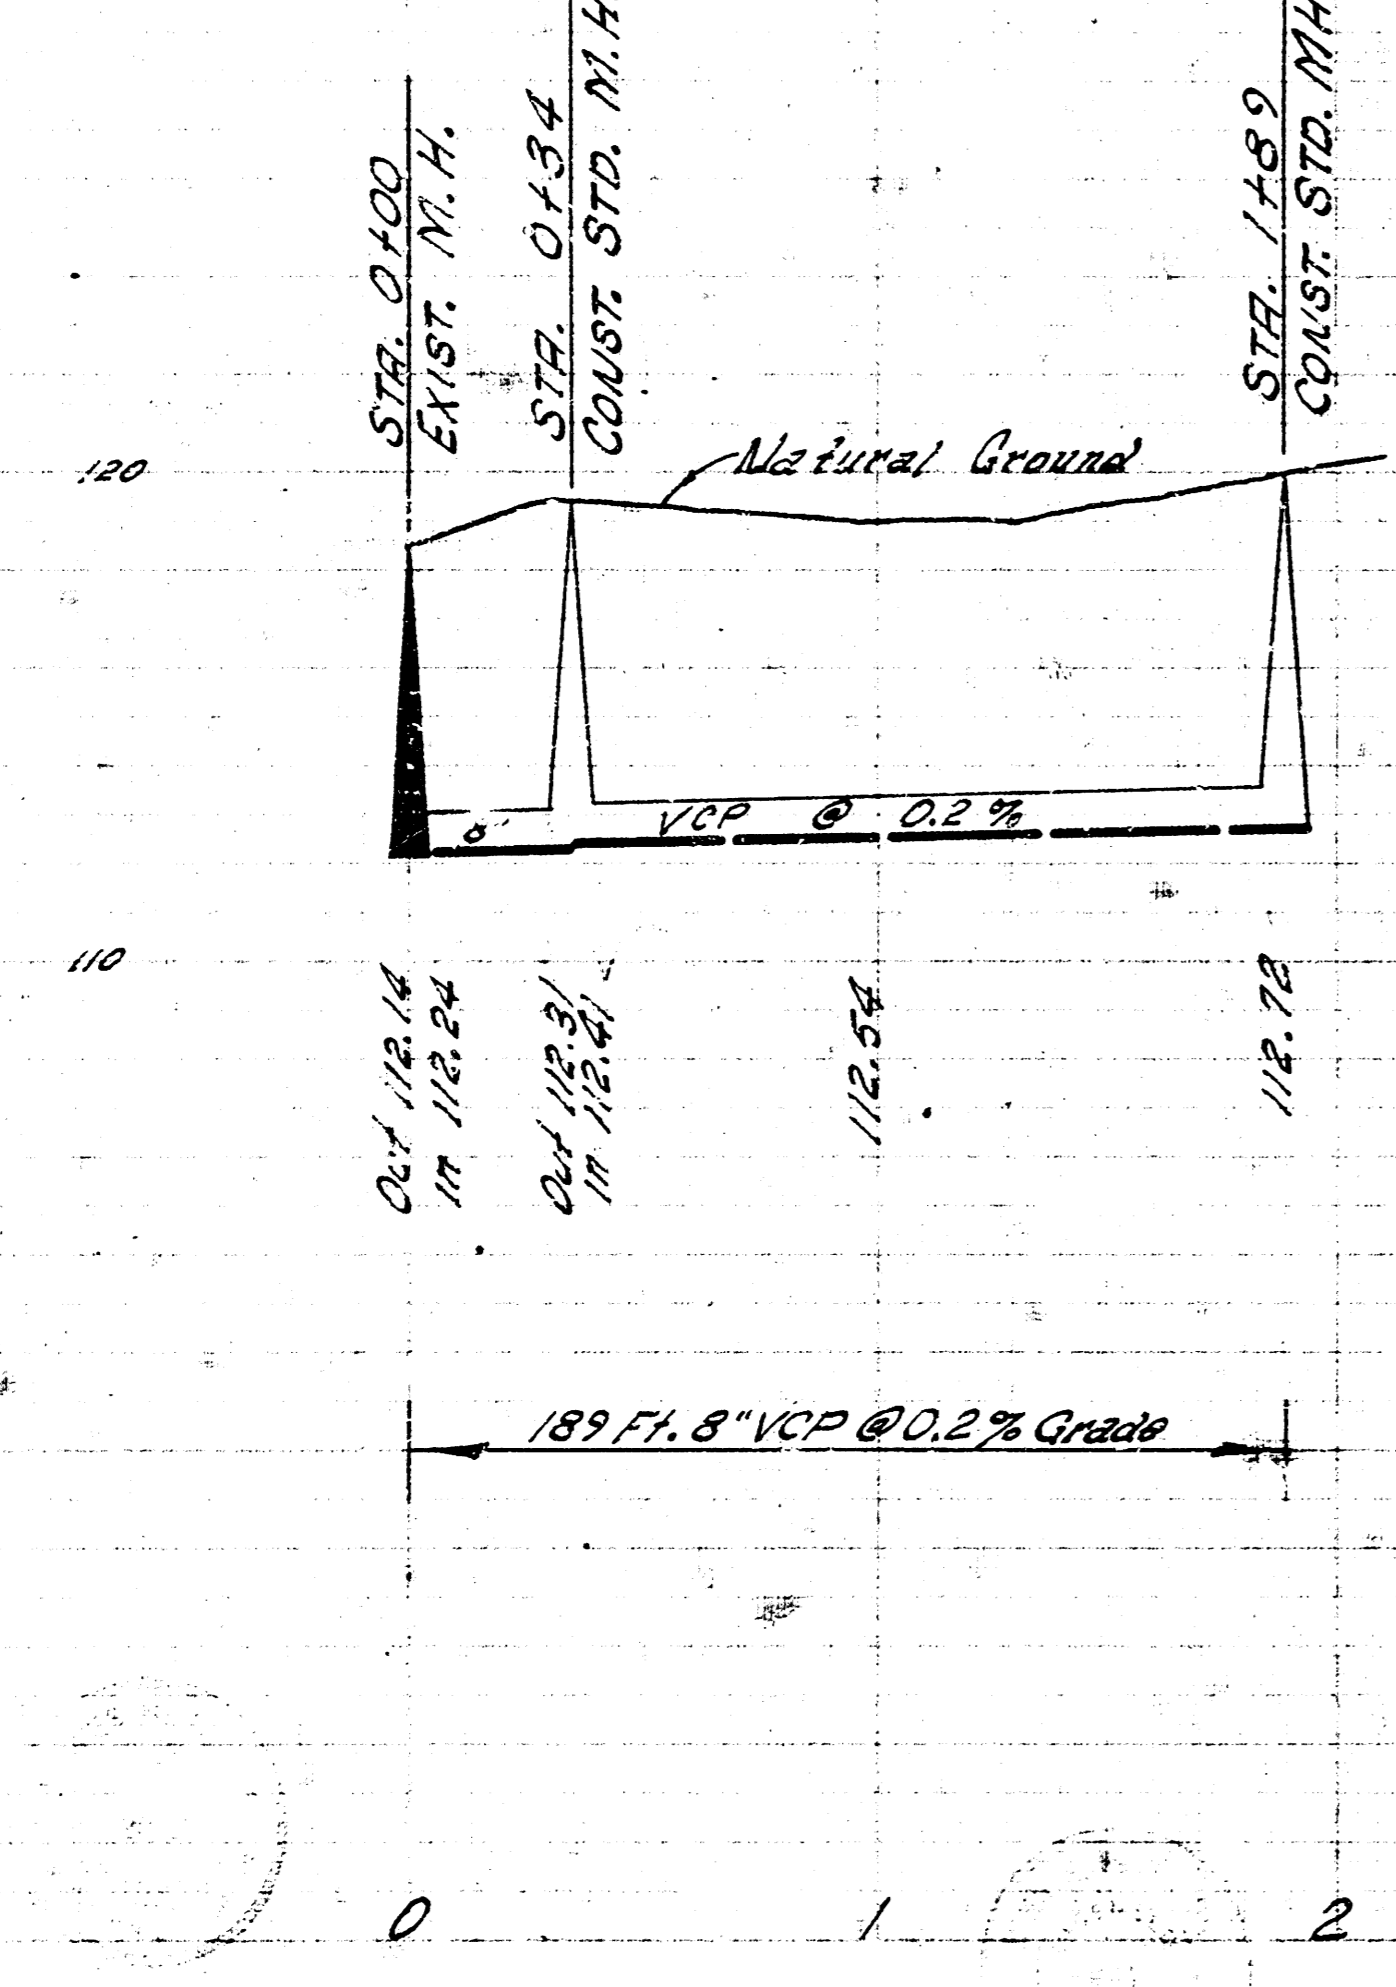 STA. 0+00
EXIST. M.H.
STA. 0+34
CONST. STD. M.H
STA. 1+89
CONST. STD. MH
120
Natural Ground
8"
VCP @ 0.2%
110
Out 112.14
In 112.24
Out 112.31
In 112.41
112.54
112.72
189 Ft. 8" VCP @ 0.2% Grade
0 1 2